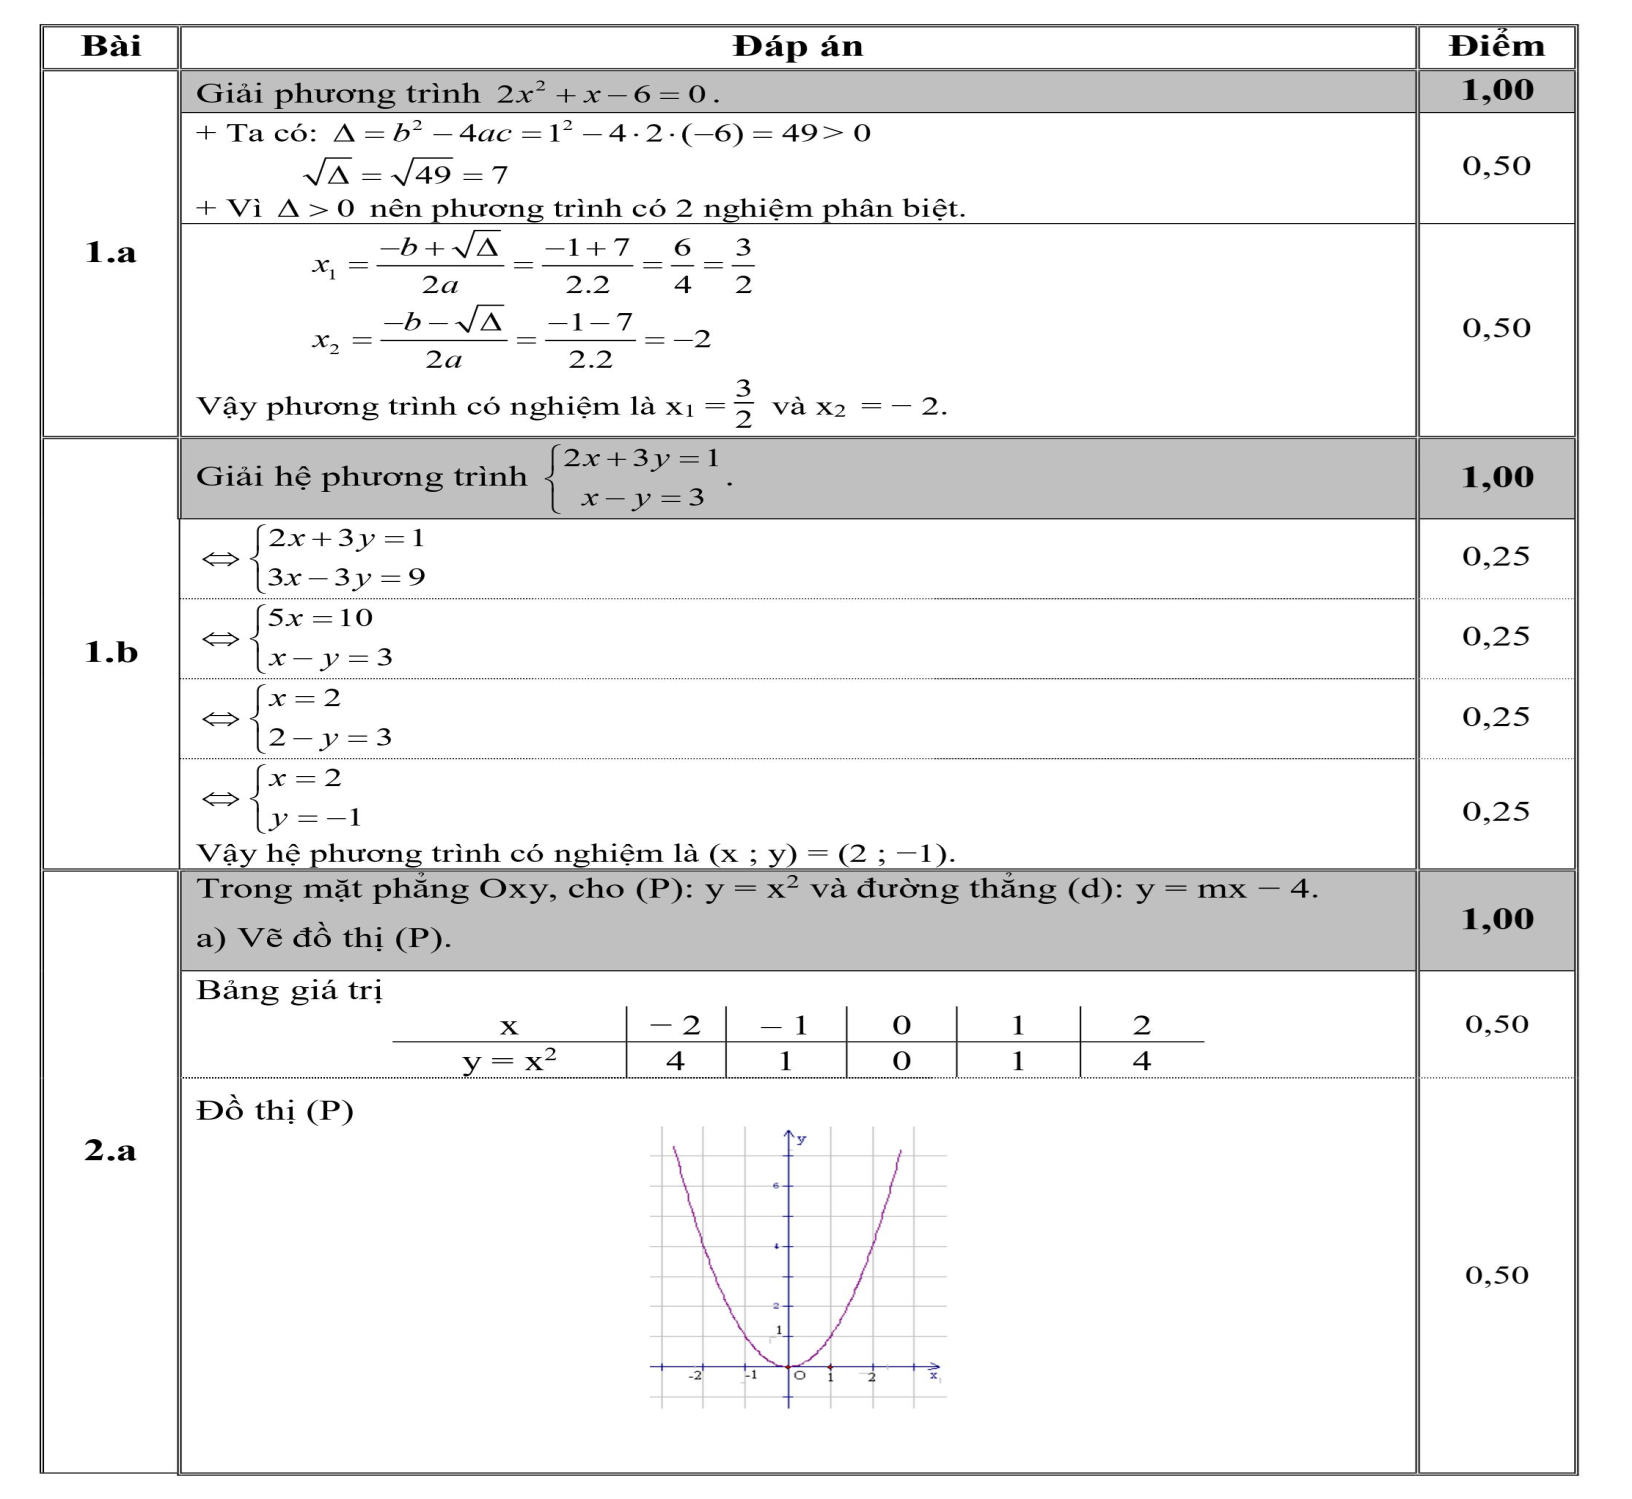 Bài Đáp án Điểm
Giải phương trình 2x² + x − 6 = 0. 1,00
+ Ta có: Δ = b² − 4ac = 1² − 4·2·(−6) = 49 > 0
√Δ = √49 = 7
0,50
+ Vì Δ > 0 nên phương trình có 2 nghiệm phân biệt.
1.a
x₁ = (−b + √Δ)/2a = (−1 + 7)/2.2 = 6/4 = 3/2
x₂ = (−b − √Δ)/2a = (−1 − 7)/2.2 = −2
0,50
Vậy phương trình có nghiệm là x₁ = 3/2 và x₂ = − 2.
Giải hệ phương trình { 2x + 3y = 1
x − y = 3 .
1,00
⇔ { 2x + 3y = 1
3x − 3y = 9
0,25
⇔ { 5x = 10
x − y = 3
0,25
1.b
⇔ { x = 2
2 − y = 3
0,25
⇔ { x = 2
y = −1
0,25
Vậy hệ phương trình có nghiệm là (x ; y) = (2 ; −1).
Trong mặt phẳng Oxy, cho (P): y = x² và đường thẳng (d): y = mx − 4.
a) Vẽ đồ thị (P).
1,00
Bảng giá trị
x − 2 − 1 0 1 2
y = x² 4 1 0 1 4
0,50
Đồ thị (P)
2.a
y
6
4
2
1
-2 -1 O 1 2 x
0,50